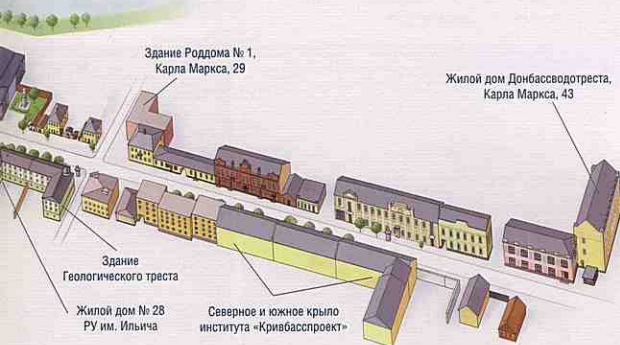 Здание Роддома № 1,
Карла Маркса, 29
Жилой дом Донбассводотреста,
Карла Маркса, 43
Здание
Геологического треста
Жилой дом № 28
РУ им. Ильича
Северное и южное крыло
института «Кривбасспроект»